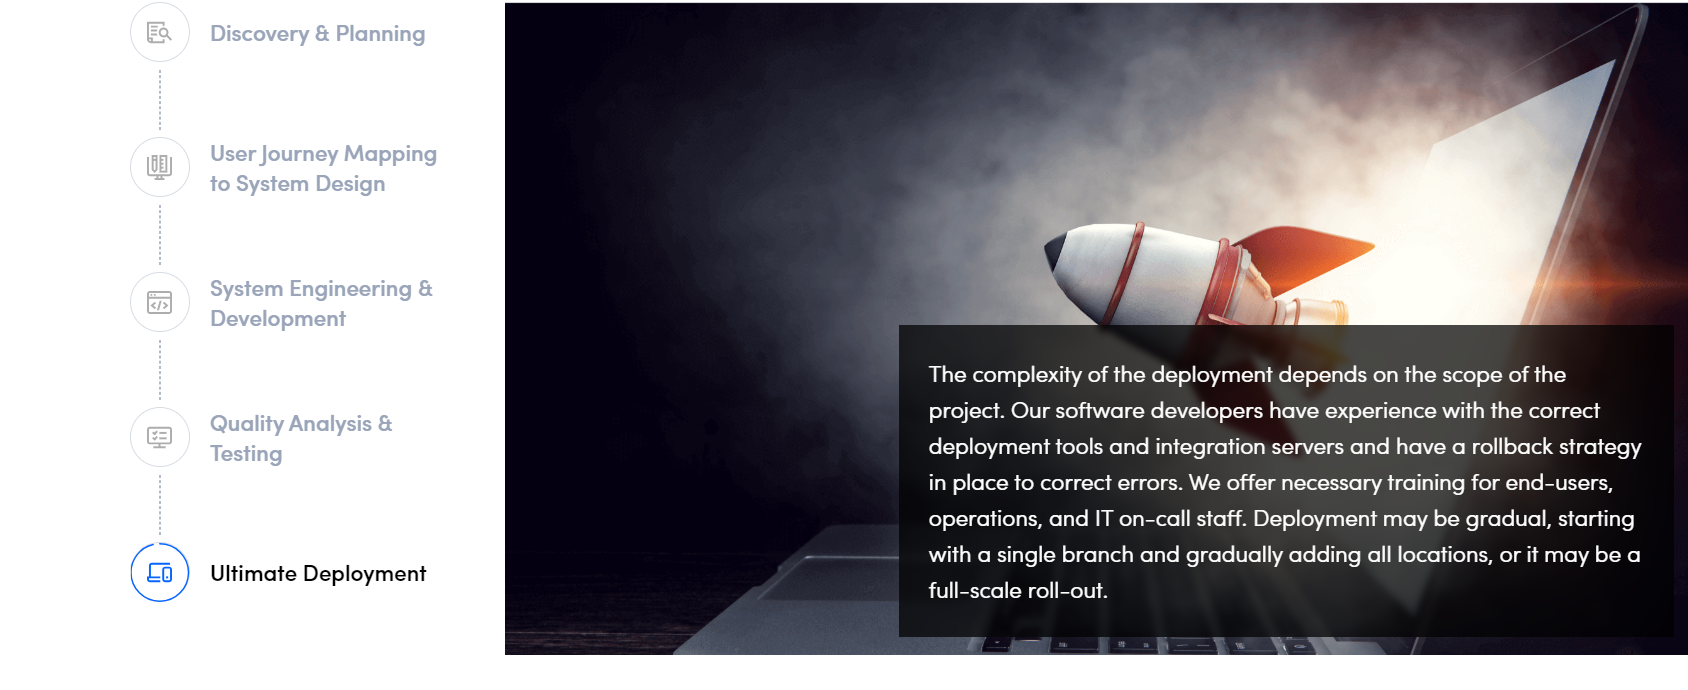 Discovery & Planning
User Journey Mapping
to System Design
System Engineering &
Development
Quality Analysis &
Testing
Ultimate Deployment
The complexity of the deployment depends on the scope of the
project. Our software developers have experience with the correct
deployment tools and integration servers and have a rollback strategy
in place to correct errors. We offer necessary training for end-users,
operations, and IT on-call staff. Deployment may be gradual, starting
with a single branch and gradually adding all locations, or it may be a
full-scale roll-out.